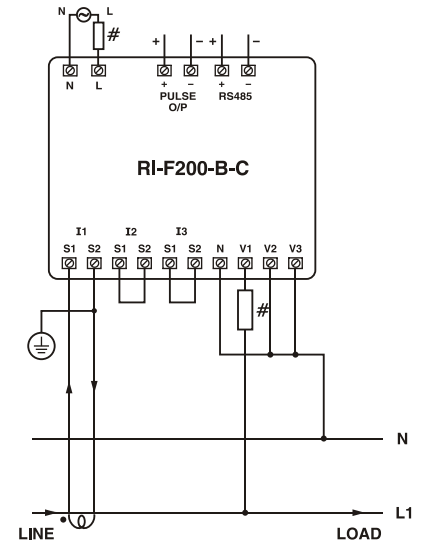 N L
#
+ − + −
N L + − + −
PULSE O/P RS485
RI-F200-B-C
I1 I2 I3
S1 S2 S1 S2 S1 S2 N V1 V2 V3
#
N
L1
LINE LOAD